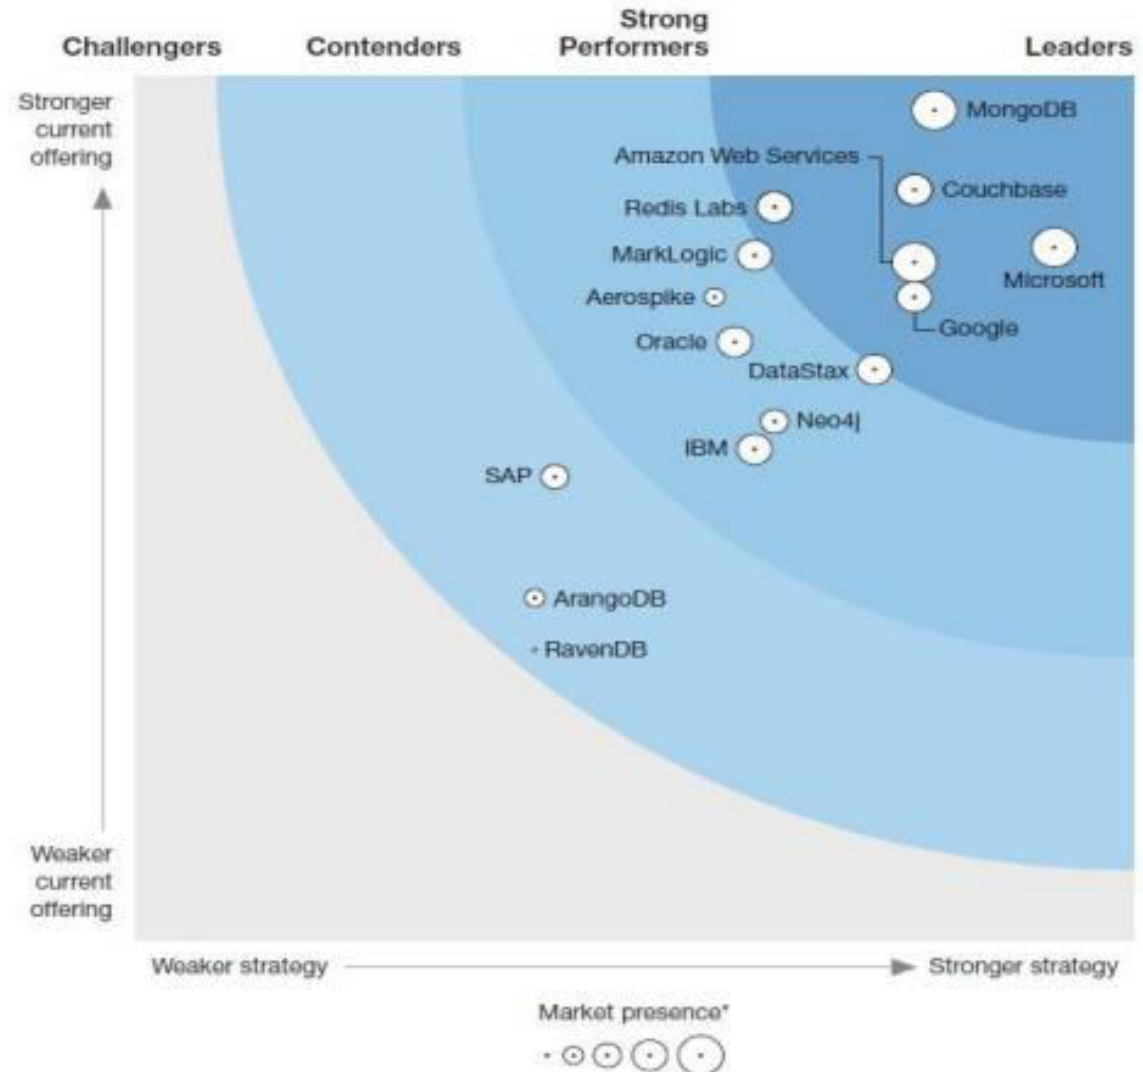 Challengers
Contenders
Strong
Performers
Leaders
Stronger
current
offering
MongoDB
Amazon Web Services
Couchbase
Redis Labs
MarkLogic
Microsoft
Aerospike
Google
Oracle
DataStax
Neo4j
IBM
SAP
ArangoDB
RavenDB
Weaker
current
offering
Weaker strategy
Stronger strategy
Market presence*